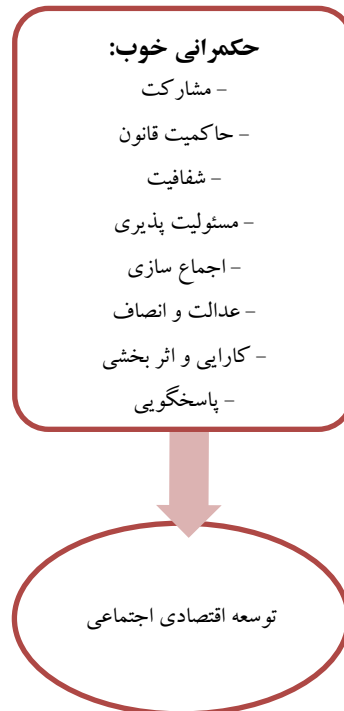 حکمرانی خوب:
– مشارکت
– حاکمیت قانون
– شفافیت
– مسئولیت پذیری
– اجماع سازی
– عدالت و انصاف
– کارایی و اثر بخشی
– پاسخگویی
توسعه اقتصادی اجتماعی